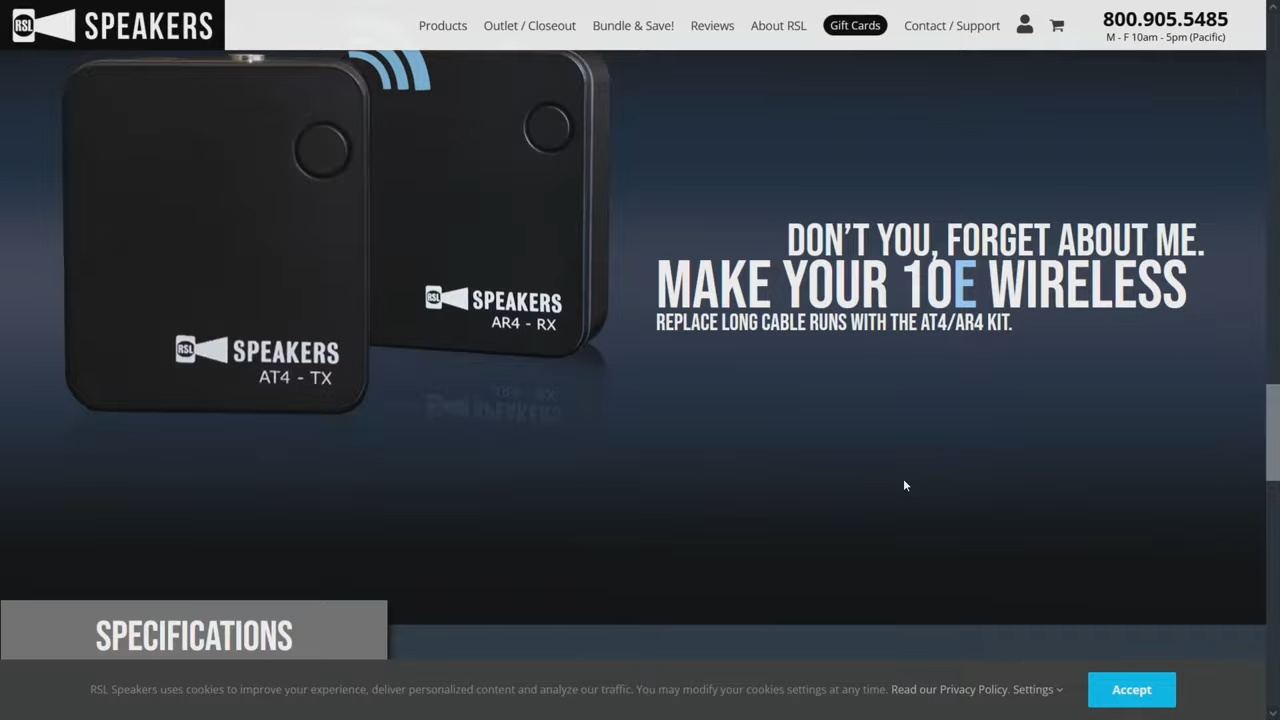 RSL SPEAKERS
Products Outlet / Closeout Bundle & Save! Reviews About RSL Gift Cards Contact / Support
800.905.5485
M - F 10am - 5pm (Pacific)
RSL SPEAKERS
AR4 - RX
RSL SPEAKERS
AT4 - TX
DON'T YOU, FORGET ABOUT ME.
MAKE YOUR 10E WIRELESS
REPLACE LONG CABLE RUNS WITH THE AT4/AR4 KIT.
SPECIFICATIONS
RSL Speakers uses cookies to improve your experience, deliver personalized content and analyze our traffic. You may modify your cookies settings at any time. Read our Privacy Policy. Settings
Accept